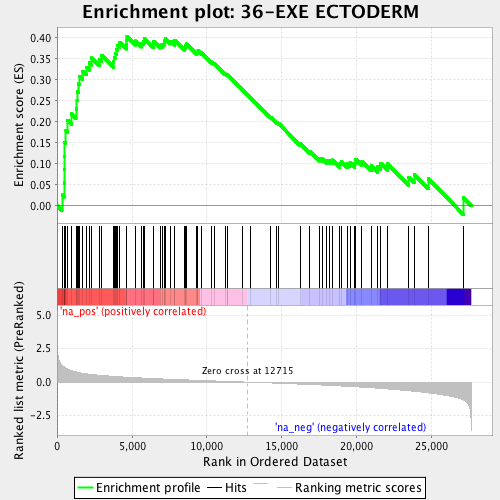 Enrichment plot: 36-EXE ECTODERM
Enrichment score (ES)
0.40
0.35
0.30
0.25
0.20
0.15
0.10
0.05
0.00
'na_pos' (positively correlated)
Ranked list metric (PreRanked)
5.0
2.5
0.0
-2.5
Zero cross at 12715
'na_neg' (negatively correlated)
0 5,000 10,000 15,000 20,000 25,000
Rank in Ordered Dataset
Enrichment profile Hits Ranking metric scores